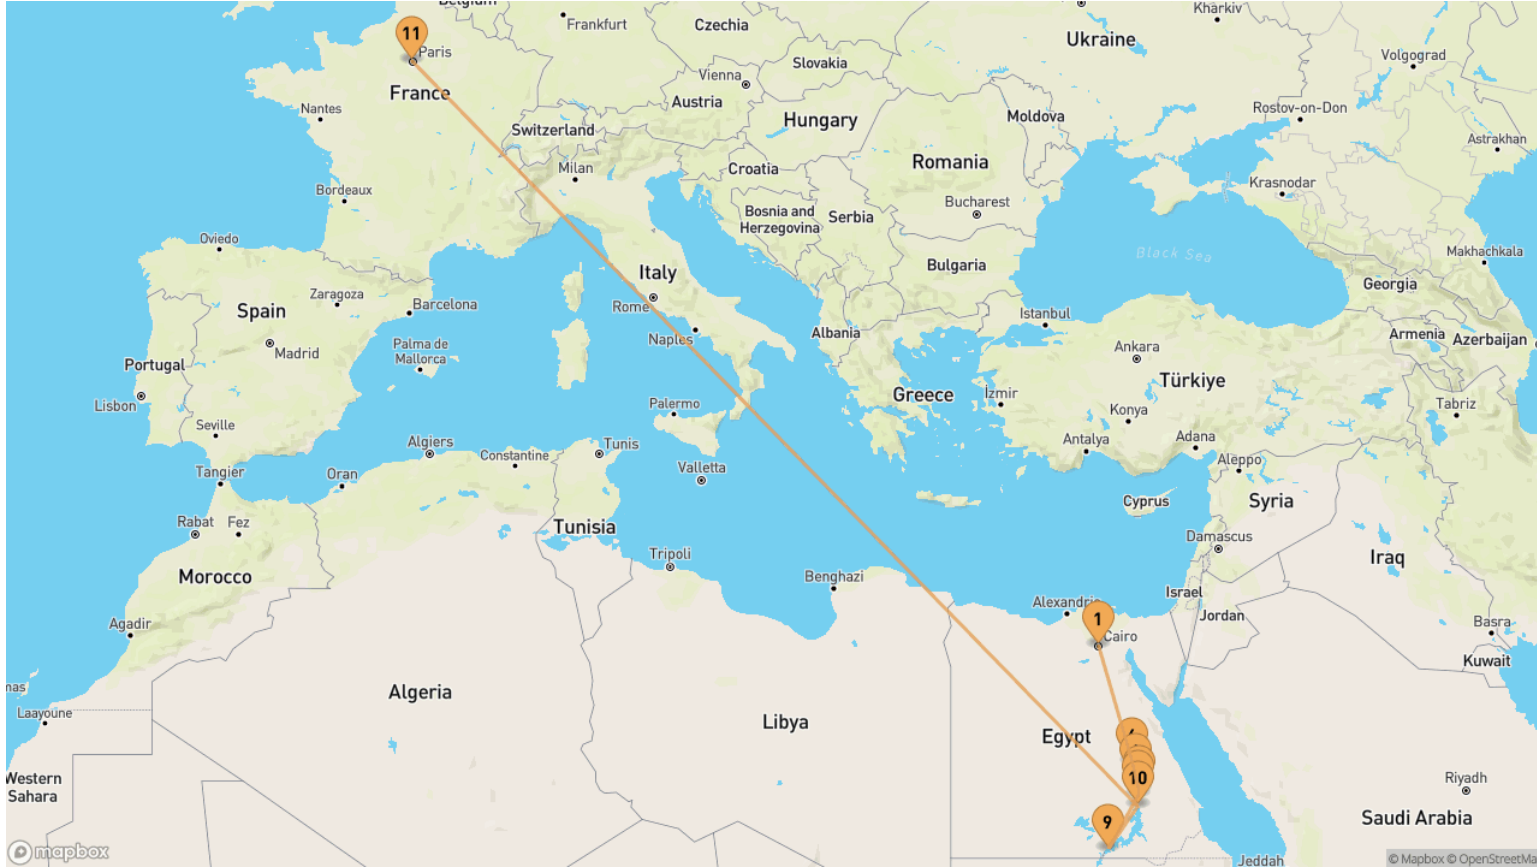 Belgium
Kharkiv
Frankfurt
Czechia
11
Paris
Ukraine
Slovakia
Volgograd
Vienna
France
Austria
Nantes
Hungary
Moldova
Rostov-on-Don
Switzerland
Astrakhan
Milan
Croatia
Romania
Krasnodar
Bordeaux
Bucharest
Bosnia and
Herzegovina
Serbia
Oviedo
Black Sea
Makhachkala
Italy
Bulgaria
Georgia
Zaragoza
Barcelona
Rome
Spain
Istanbul
Albania
Armenia
Azerbaijan
Naples
Palma de
Mallorca
Madrid
Ankara
Portugal
Türkiye
Greece
İzmir
Lisbon
Palermo
Konya
Tabriz
Seville
Algiers
Tunis
Antalya
Adana
Constantine
Tangier
Oran
Valletta
Aleppo
Cyprus
Syria
Rabat
Fez
Tunisia
Damascus
Tripoli
Iraq
Morocco
Benghazi
Israel
Alexandria
Jordan
1
Agadir
Cairo
Basra
Kuwait
mas
Algeria
Laayoune
Libya
Egypt
Western
Sahara
10
Riyadh
9
Saudi Arabia
mapbox
Jeddah
© Mapbox © OpenStreetMa